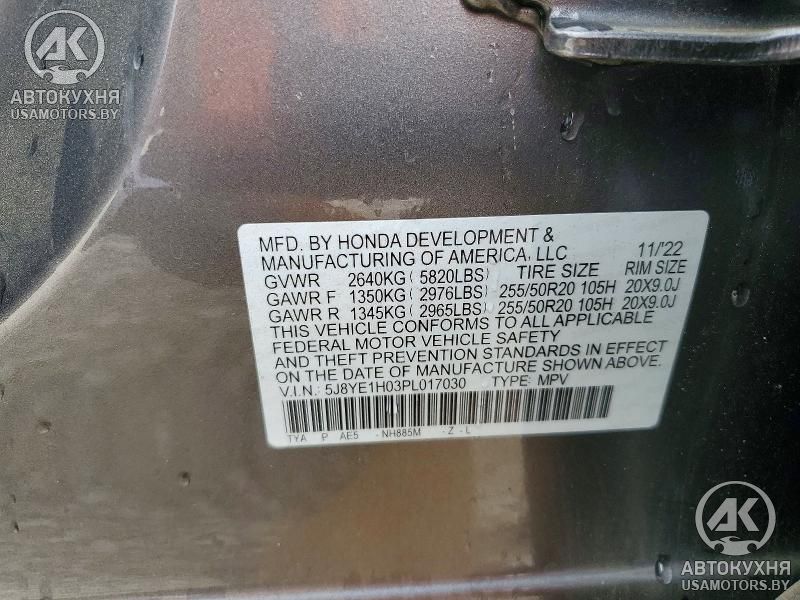 AK
АВТОКУХНЯ
USAMOTORS.BY
MFD. BY HONDA DEVELOPMENT &
MANUFACTURING OF AMERICA, LLC 11/'22
GVWR 2640KG ( 5820LBS) TIRE SIZE RIM SIZE
GAWR F 1350KG ( 2976LBS) 255/50R20 105H 20X9.0J
GAWR R 1345KG ( 2965LBS) 255/50R20 105H 20X9.0J
THIS VEHICLE CONFORMS TO ALL APPLICABLE
FEDERAL MOTOR VEHICLE SAFETY
AND THEFT PREVENTION STANDARDS IN EFFECT
ON THE DATE OF MANUFACTURE SHOWN ABOVE.
V.I.N.: 5J8YE1H03PL017030 TYPE: MPV
TYA P AE5 -NH885M -Z-L
AK
АВТОКУХНЯ
USAMOTORS.BY